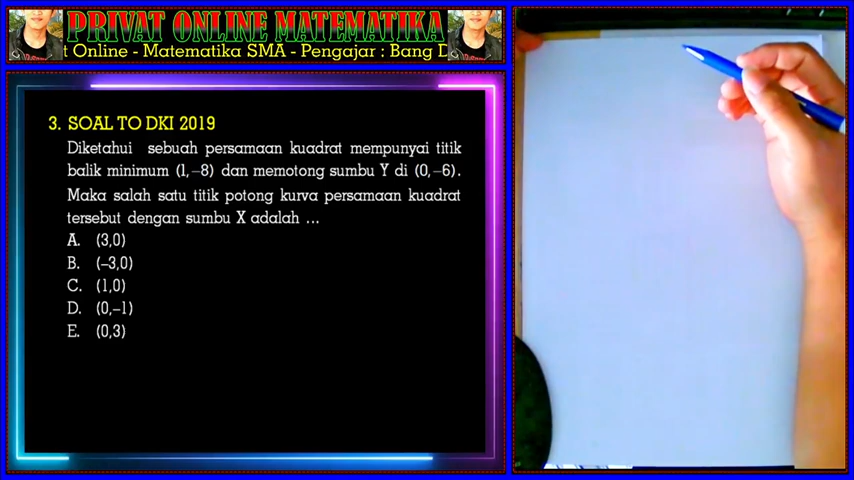 PRIVAT ONLINE MATEMATIKA
t Online - Matematika SMA - Pengajar : Bang D
3. SOAL TO DKI 2019
Diketahui sebuah persamaan kuadrat mempunyai titik
balik minimum (1,−8) dan memotong sumbu Y di (0,−6).
Maka salah satu titik potong kurva persamaan kuadrat
tersebut dengan sumbu X adalah ...
A. (3,0)
B. (−3,0)
C. (1,0)
D. (0,−1)
E. (0,3)